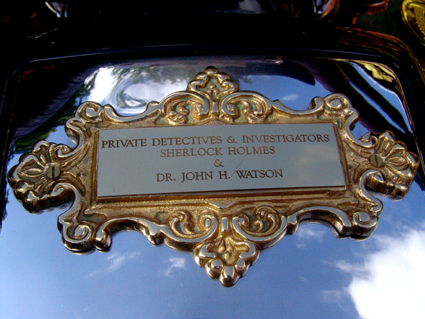 PRIVATE DETECTIVES & INVESTIGATORS
SHERLOCK HOLMES
&
DR. JOHN H. WATSON